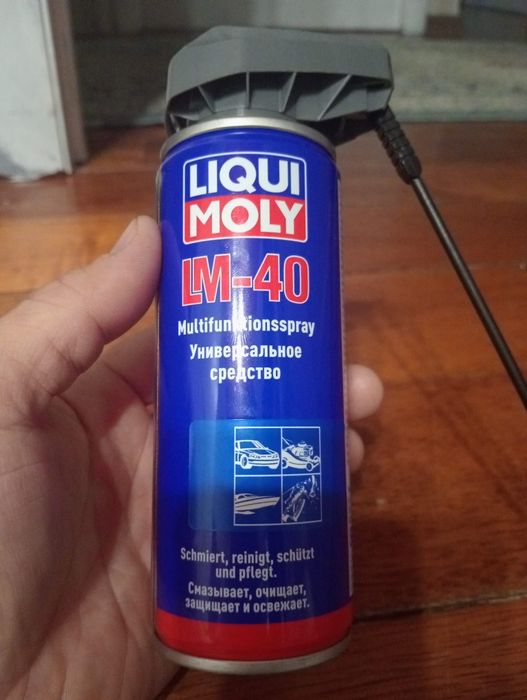 LIQUI
MOLY
LM-40
Multifunktionsspray
Универсальное
средство
Schmiert, reinigt, schützt
und pflegt.
Смазывает, очищает,
защищает и освежает.